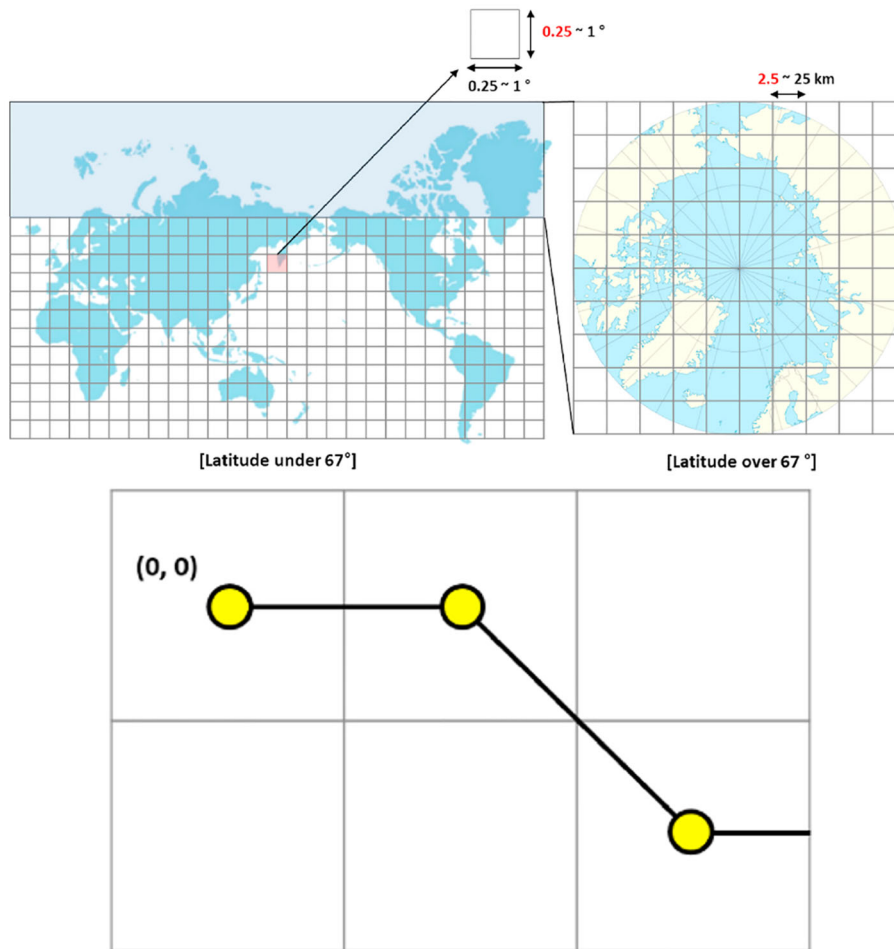 0.25 ~ 1 °
0.25 ~ 1 °
2.5 ~ 25 km
[Latitude under 67°]
[Latitude over 67 °]
(0, 0)